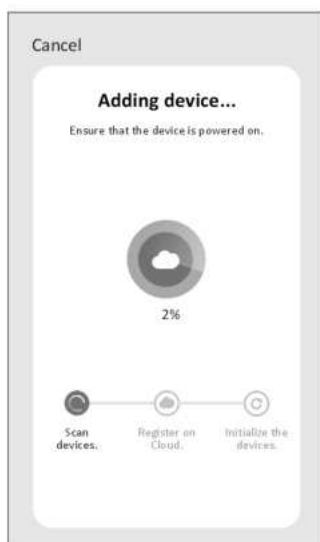 Cancel
Adding device...
Ensure that the device is powered on.
2%
Scan
devices.
Register on
Cloud.
Initialize the
devices.